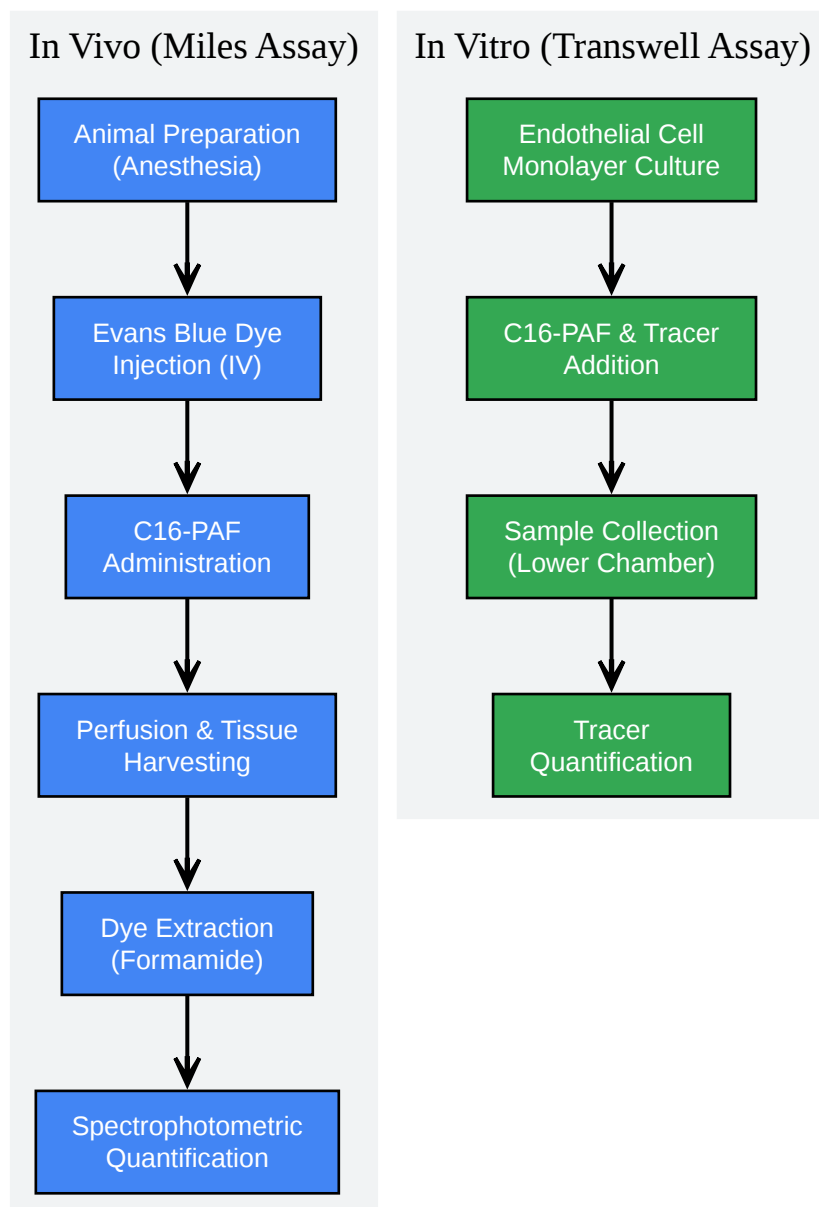 In Vivo (Miles Assay)
Animal Preparation
(Anesthesia)
Evans Blue Dye
Injection (IV)
C16-PAF
Administration
Perfusion & Tissue
Harvesting
Dye Extraction
(Formamide)
Spectrophotometric
Quantification
In Vitro (Transwell Assay)
Endothelial Cell
Monolayer Culture
C16-PAF & Tracer
Addition
Sample Collection
(Lower Chamber)
Tracer
Quantification